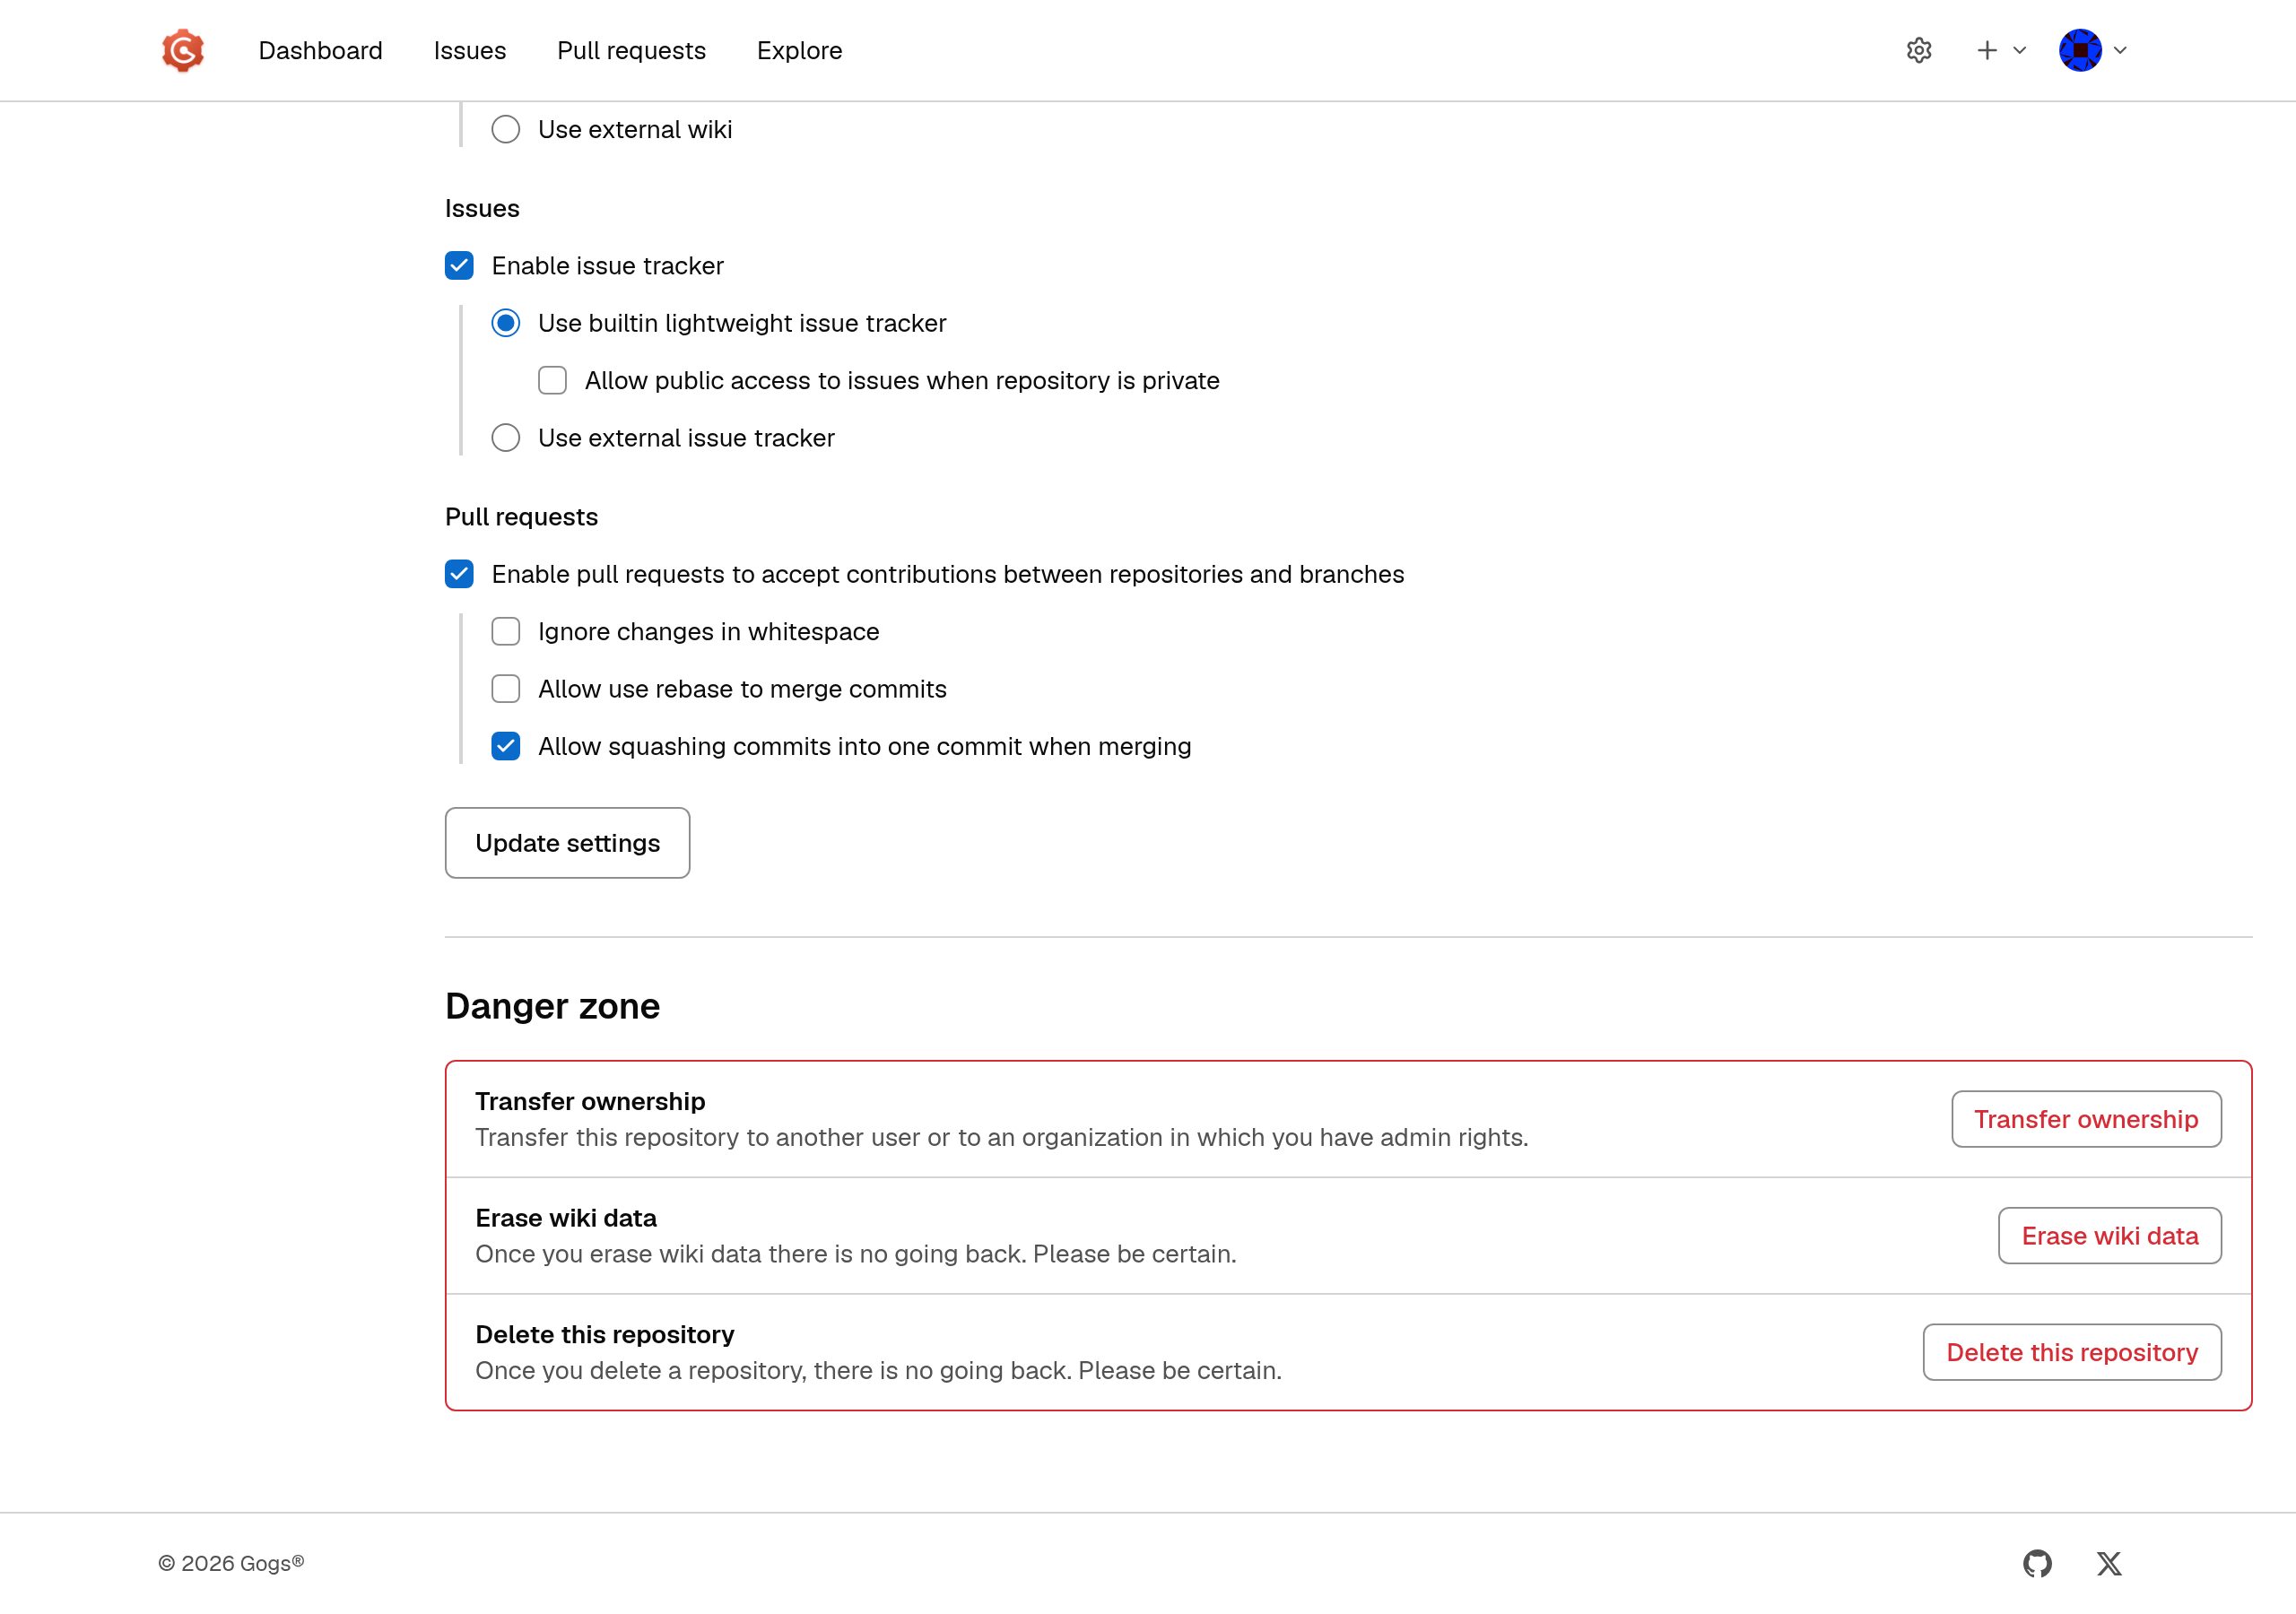 Dashboard Issues Pull requests Explore
Use external wiki
Issues
Enable issue tracker
Use builtin lightweight issue tracker
Allow public access to issues when repository is private
Use external issue tracker
Pull requests
Enable pull requests to accept contributions between repositories and branches
Ignore changes in whitespace
Allow use rebase to merge commits
Allow squashing commits into one commit when merging
Update settings
Danger zone
Transfer ownership
Transfer this repository to another user or to an organization in which you have admin rights.
Transfer ownership
Erase wiki data
Once you erase wiki data there is no going back. Please be certain.
Erase wiki data
Delete this repository
Once you delete a repository, there is no going back. Please be certain.
Delete this repository
© 2026 Gogs®